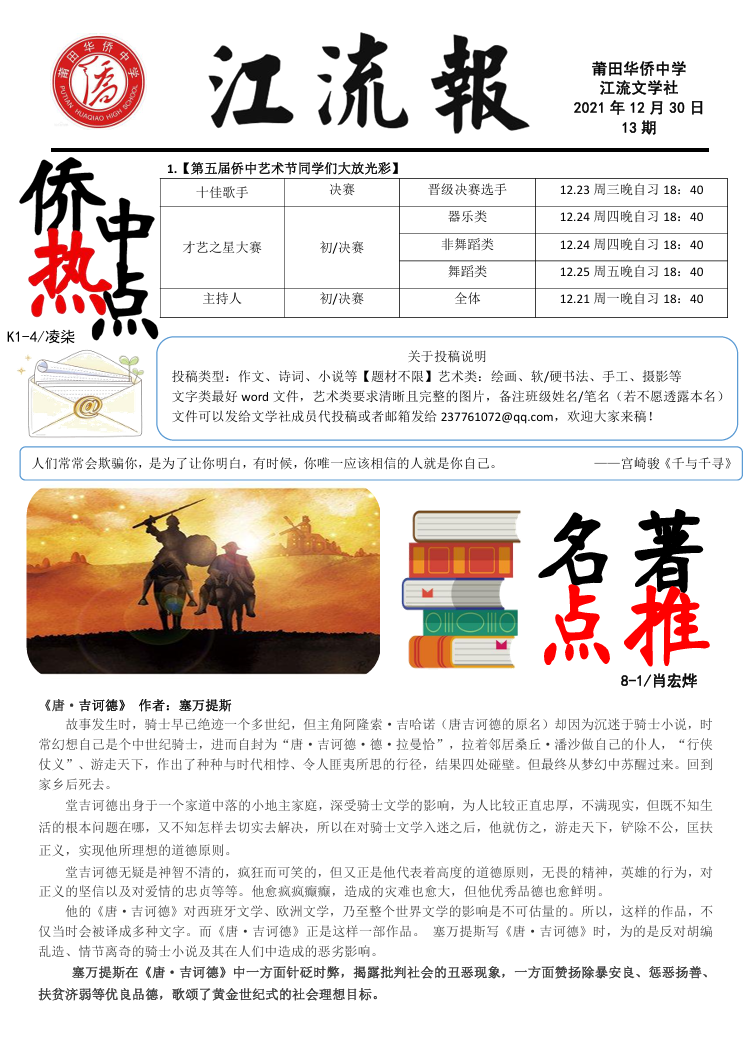 莆田华侨中学
PUTIAN HUAQIAO HIGH SCHOOL
僑
江流報
莆田华侨中学
江流文学社
2021 年 12 月 30 日
13 期
侨中
热点
K1-4/凌柒
1.【第五届侨中艺术节同学们大放光彩】
十佳歌手 决赛 晋级决赛选手 12.23 周三晚自习 18：40
才艺之星大赛 初/决赛 器乐类 12.24 周四晚自习 18：40
非舞蹈类 12.24 周四晚自习 18：40
舞蹈类 12.25 周五晚自习 18：40
主持人 初/决赛 全体 12.21 周一晚自习 18：40
@
关于投稿说明
投稿类型：作文、诗词、小说等【题材不限】艺术类：绘画、软/硬书法、手工、摄影等
文字类最好 word 文件，艺术类要求清晰且完整的图片，备注班级姓名/笔名（若不愿透露本名）
文件可以发给文学社成员代投稿或者邮箱发给 237761072@qq.com，欢迎大家来稿！
人们常常会欺骗你，是为了让你明白，有时候，你唯一应该相信的人就是你自己。 ——宫崎骏《千与千寻》
名著
点推
8-1/肖宏烨
《唐·吉诃德》 作者：塞万提斯
故事发生时，骑士早已绝迹一个多世纪，但主角阿隆索·吉哈诺（唐吉诃德的原名）却因为沉迷于骑士小说，时
常幻想自己是个中世纪骑士，进而自封为“唐·吉诃德·德·拉曼恰”，拉着邻居桑丘·潘沙做自己的仆人，“行侠
仗义”、游走天下，作出了种种与时代相悖、令人匪夷所思的行径，结果四处碰壁。但最终从梦幻中苏醒过来。回到
家乡后死去。
堂吉诃德出身于一个家道中落的小地主家庭，深受骑士文学的影响，为人比较正直忠厚，不满现实，但既不知生
活的根本问题在哪，又不知怎样去切实去解决，所以在对骑士文学入迷之后，他就仿之，游走天下，铲除不公，匡扶
正义，实现他所理想的道德原则。
堂吉诃德无疑是神智不清的，疯狂而可笑的，但又正是他代表着高度的道德原则，无畏的精神，英雄的行为，对
正义的坚信以及对爱情的忠贞等等。他愈疯疯癫癫，造成的灾难也愈大，但他优秀品德也愈鲜明。
他的《唐·吉诃德》对西班牙文学、欧洲文学，乃至整个世界文学的影响是不可估量的。所以，这样的作品，不
仅当时会被译成多种文字。而《唐·吉诃德》正是这样一部作品。 塞万提斯写《唐·吉诃德》时，为的是反对胡编
乱造、情节离奇的骑士小说及其在人们中造成的恶劣影响。
塞万提斯在《唐·吉诃德》中一方面针砭时弊，揭露批判社会的丑恶现象，一方面赞扬除暴安良、惩恶扬善、
扶贫济弱等优良品德，歌颂了黄金世纪式的社会理想目标。